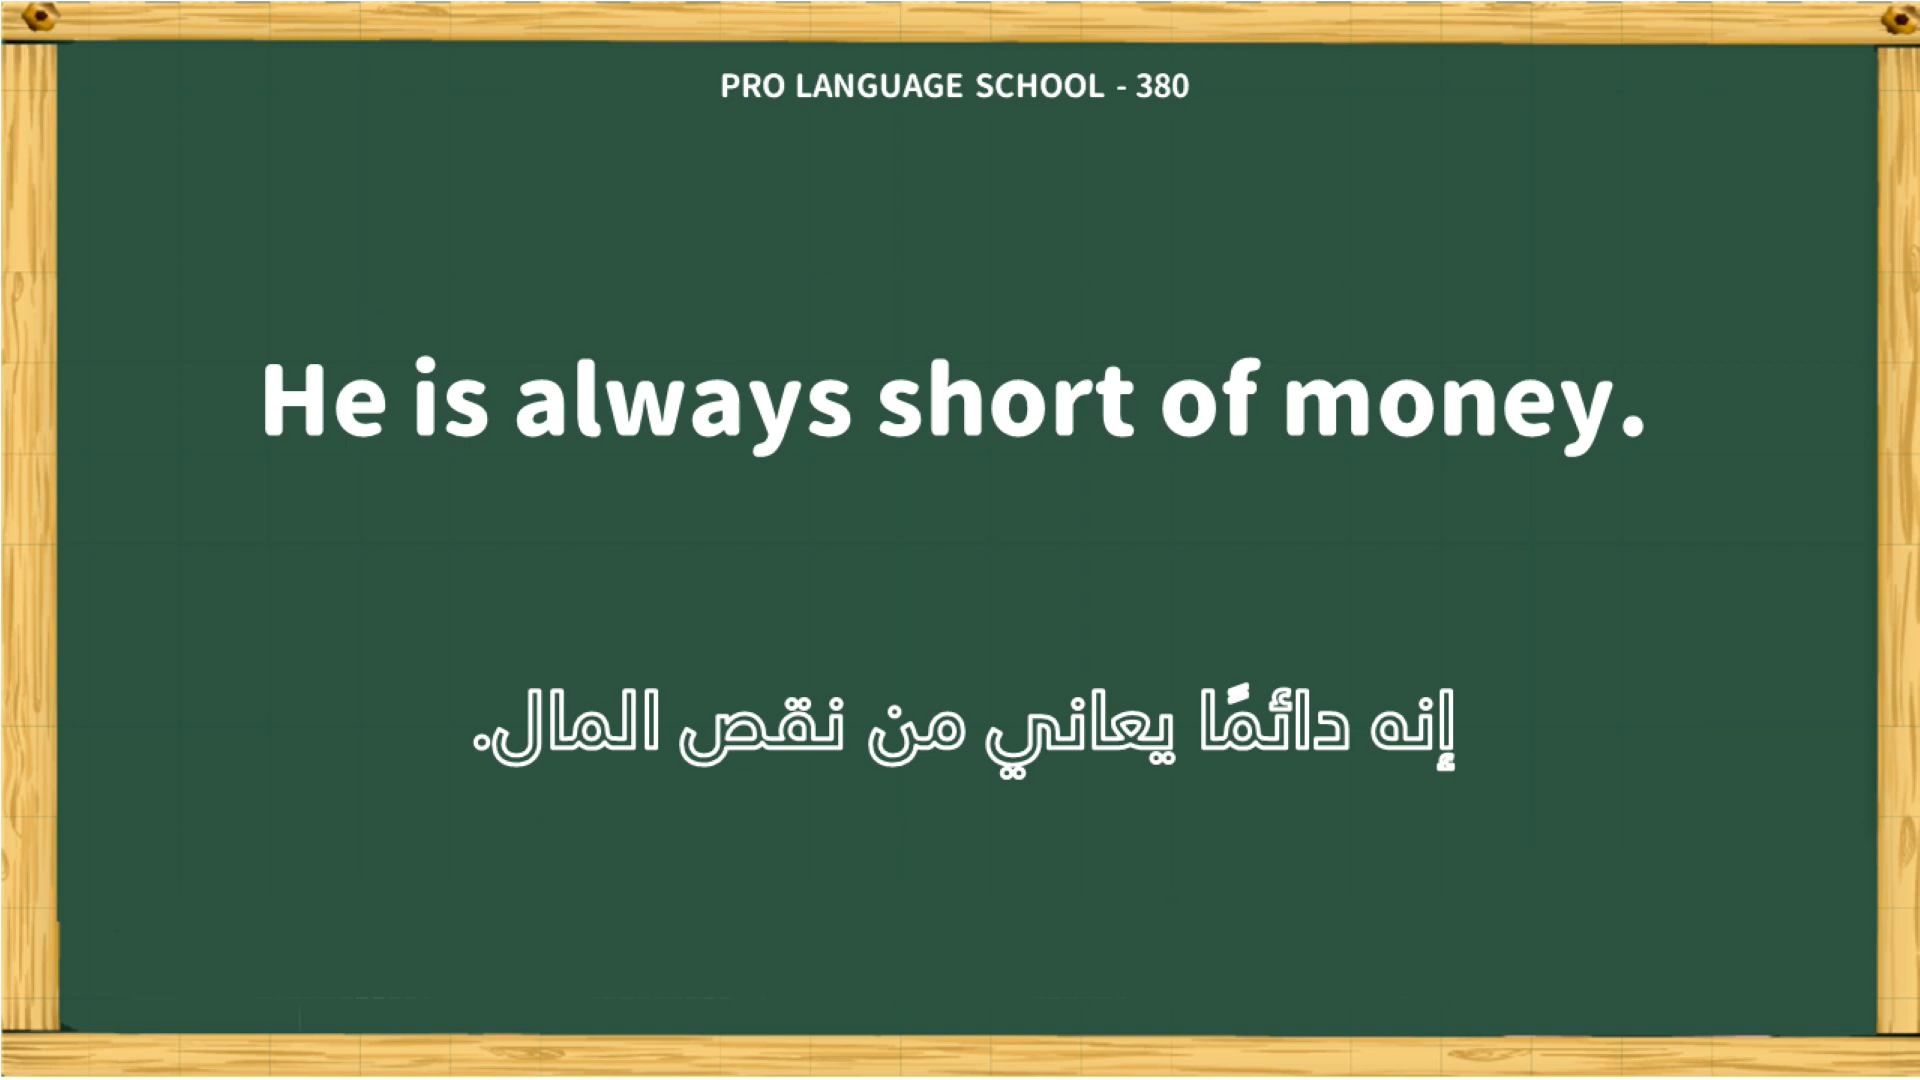 PRO LANGUAGE SCHOOL - 380
He is always short of money.
إنه دائمًا يعاني من نقص المال.